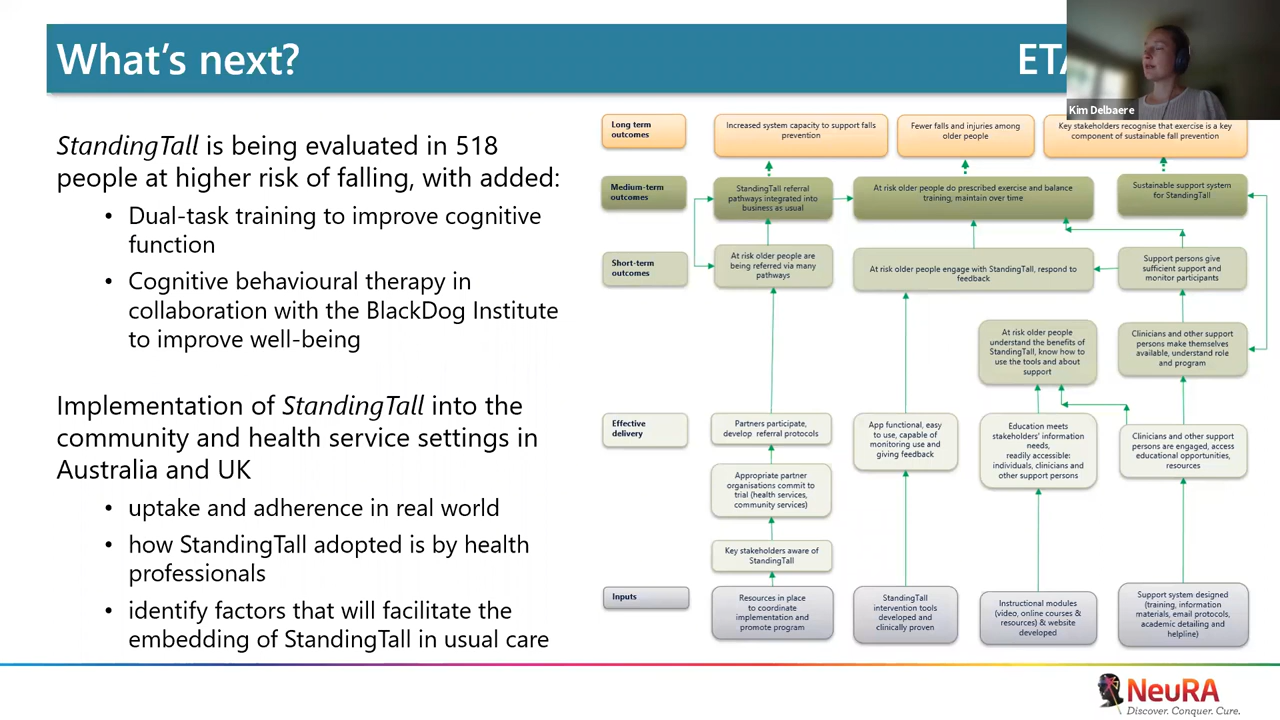 What's next?
ETA
Kim Delbaere
StandingTall is being evaluated in 518
people at higher risk of falling, with added:
• Dual-task training to improve cognitive
function
• Cognitive behavioural therapy in
collaboration with the BlackDog Institute
to improve well-being
Implementation of StandingTall into the
community and health service settings in
Australia and UK
• uptake and adherence in real world
• how StandingTall adopted is by health
professionals
• identify factors that will facilitate the
embedding of StandingTall in usual care
Long term
outcomes
Increased system capacity to support falls
prevention
Fewer falls and injuries among
older people
Key stakeholders recognise that exercise is a key
component of sustainable fall prevention
Medium-term
outcomes
StandingTall referral
pathways integrated into
business as usual
At risk older people do prescribed exercise and balance
training, maintain over time
Sustainable support system
for StandingTall
Short-term
outcomes
At risk older people are
being referred via many
pathways
At risk older people engage with StandingTall, respond to
feedback
Support persons give
sufficient support and
monitor participants
At risk older people
understand the benefits of
StandingTall, know how to
use the tools and about
support
Clinicians and other support
persons make themselves
available, understand role
and program
Effective
delivery
Partners participate,
develop referral protocols
App functional, easy
to use, capable of
monitoring use and
giving feedback
Education meets
stakeholders' information
needs,
readily accessible:
individuals, clinicians and
other support persons
Clinicians and other support
persons are engaged, access
educational opportunities,
resources
Appropriate partner
organisations commit to
trial (health services,
community services)
Key stakeholders aware of
StandingTall
Inputs
Resources in place
to coordinate
implementation and
promote program
StandingTall
intervention tools
developed and
clinically proven
Instructional modules
(video, online courses &
resources) & website
developed
Support system designed
(training, information
materials, email protocols,
academic detailing and
helpline)
NeuRA
Discover. Conquer. Cure.